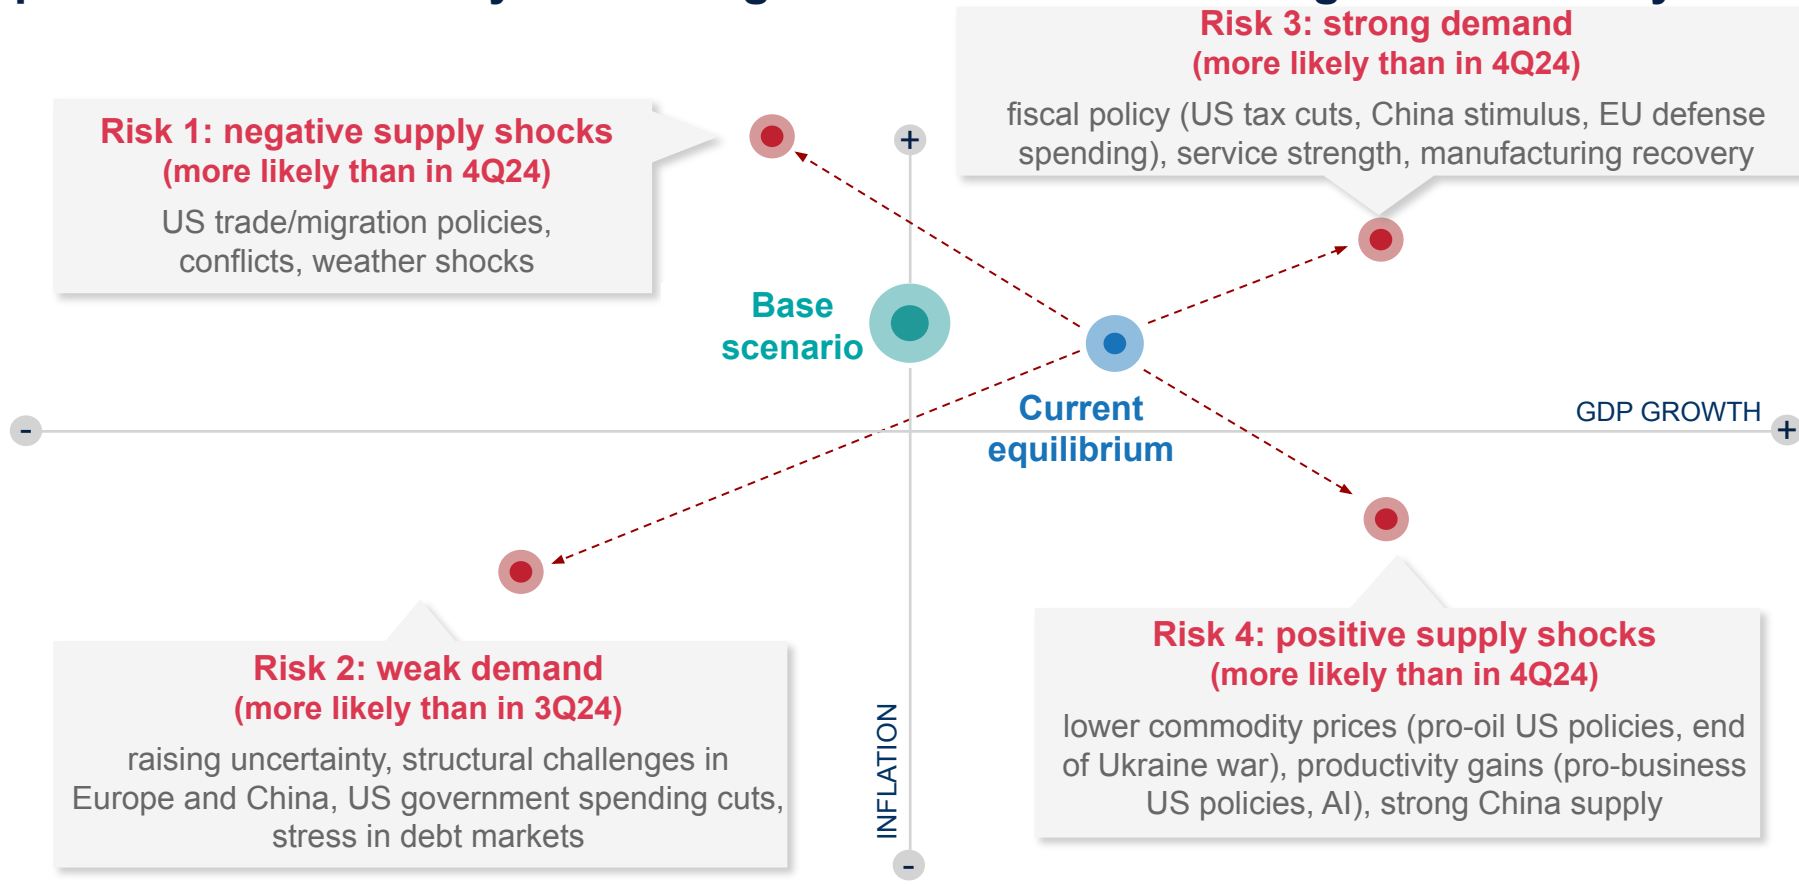 Risk 3: strong demand
(more likely than in 4Q24)
fiscal policy (US tax cuts, China stimulus, EU defense
spending), service strength, manufacturing recovery
Risk 1: negative supply shocks
(more likely than in 4Q24)
US trade/migration policies,
conflicts, weather shocks
+
Base
scenario
Current
equilibrium
GDP GROWTH
-
+
Risk 2: weak demand
(more likely than in 3Q24)
raising uncertainty, structural challenges in
Europe and China, US government spending cuts,
stress in debt markets
INFLATION
-
Risk 4: positive supply shocks
(more likely than in 4Q24)
lower commodity prices (pro-oil US policies, end
of Ukraine war), productivity gains (pro-business
US policies, AI), strong China supply